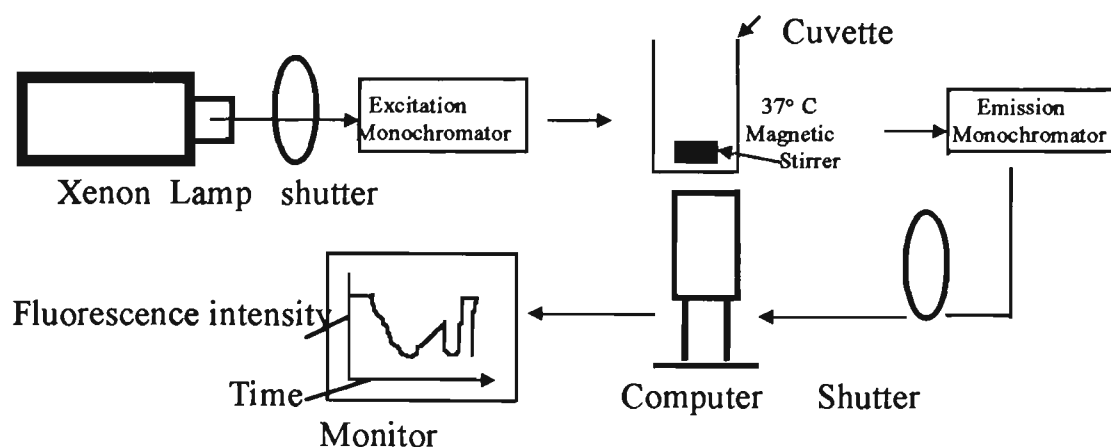 Cuvette
Excitation
Monochromator
37° C
Magnetic
Stirrer
Emission
Monochromator
Xenon Lamp shutter
Fluorescence intensity
Time
Computer Shutter
Monitor